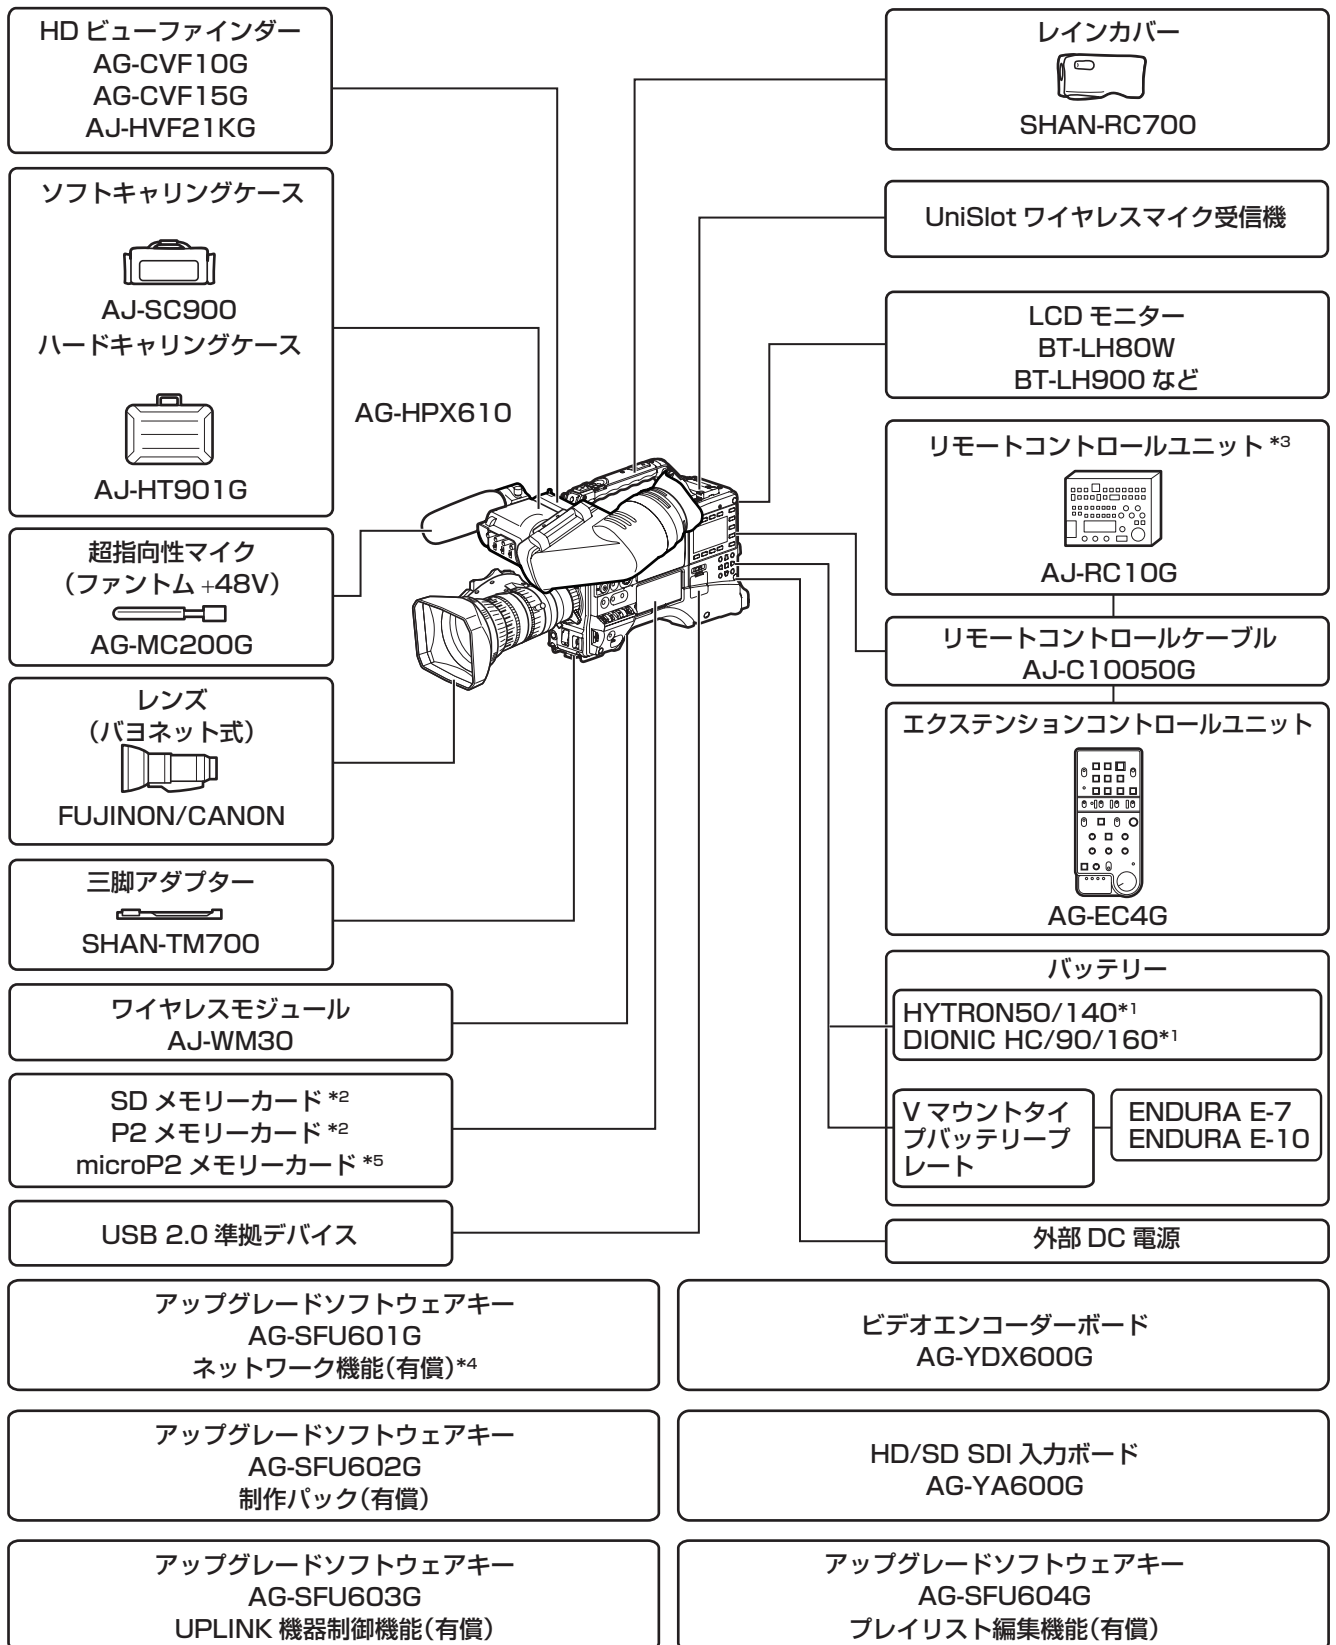 HD ビューファインダー
AG-CVF10G
AG-CVF15G
AJ-HVF21KG
ソフトキャリングケース
AJ-SC900
ハードキャリングケース
AJ-HT901G
超指向性マイク
（ファントム +48V）
AG-MC200G
レンズ
（バヨネット式）
FUJINON/CANON
三脚アダプター
SHAN-TM700
ワイヤレスモジュール
AJ-WM30
SD メモリーカード *2
P2 メモリーカード *2
microP2 メモリーカード *5
USB 2.0 準拠デバイス
AG-HPX610
レインカバー
SHAN-RC700
UniSlot ワイヤレスマイク受信機
LCD モニター
BT-LH80W
BT-LH900 など
リモートコントロールユニット *3
AJ-RC10G
リモートコントロールケーブル
AJ-C10050G
エクステンションコントロールユニット
AG-EC4G
バッテリー
HYTRON50/140*1
DIONIC HC/90/160*1
V マウントタイ
プバッテリープ
レート
ENDURA E-7
ENDURA E-10
外部 DC 電源
アップグレードソフトウェアキー
AG-SFU601G
ネットワーク機能（有償）*4
ビデオエンコーダーボード
AG-YDX600G
アップグレードソフトウェアキー
AG-SFU602G
制作パック（有償）
HD/SD SDI 入力ボード
AG-YA600G
アップグレードソフトウェアキー
AG-SFU603G
UPLINK 機器制御機能（有償）
アップグレードソフトウェアキー
AG-SFU604G
プレイリスト編集機能（有償）